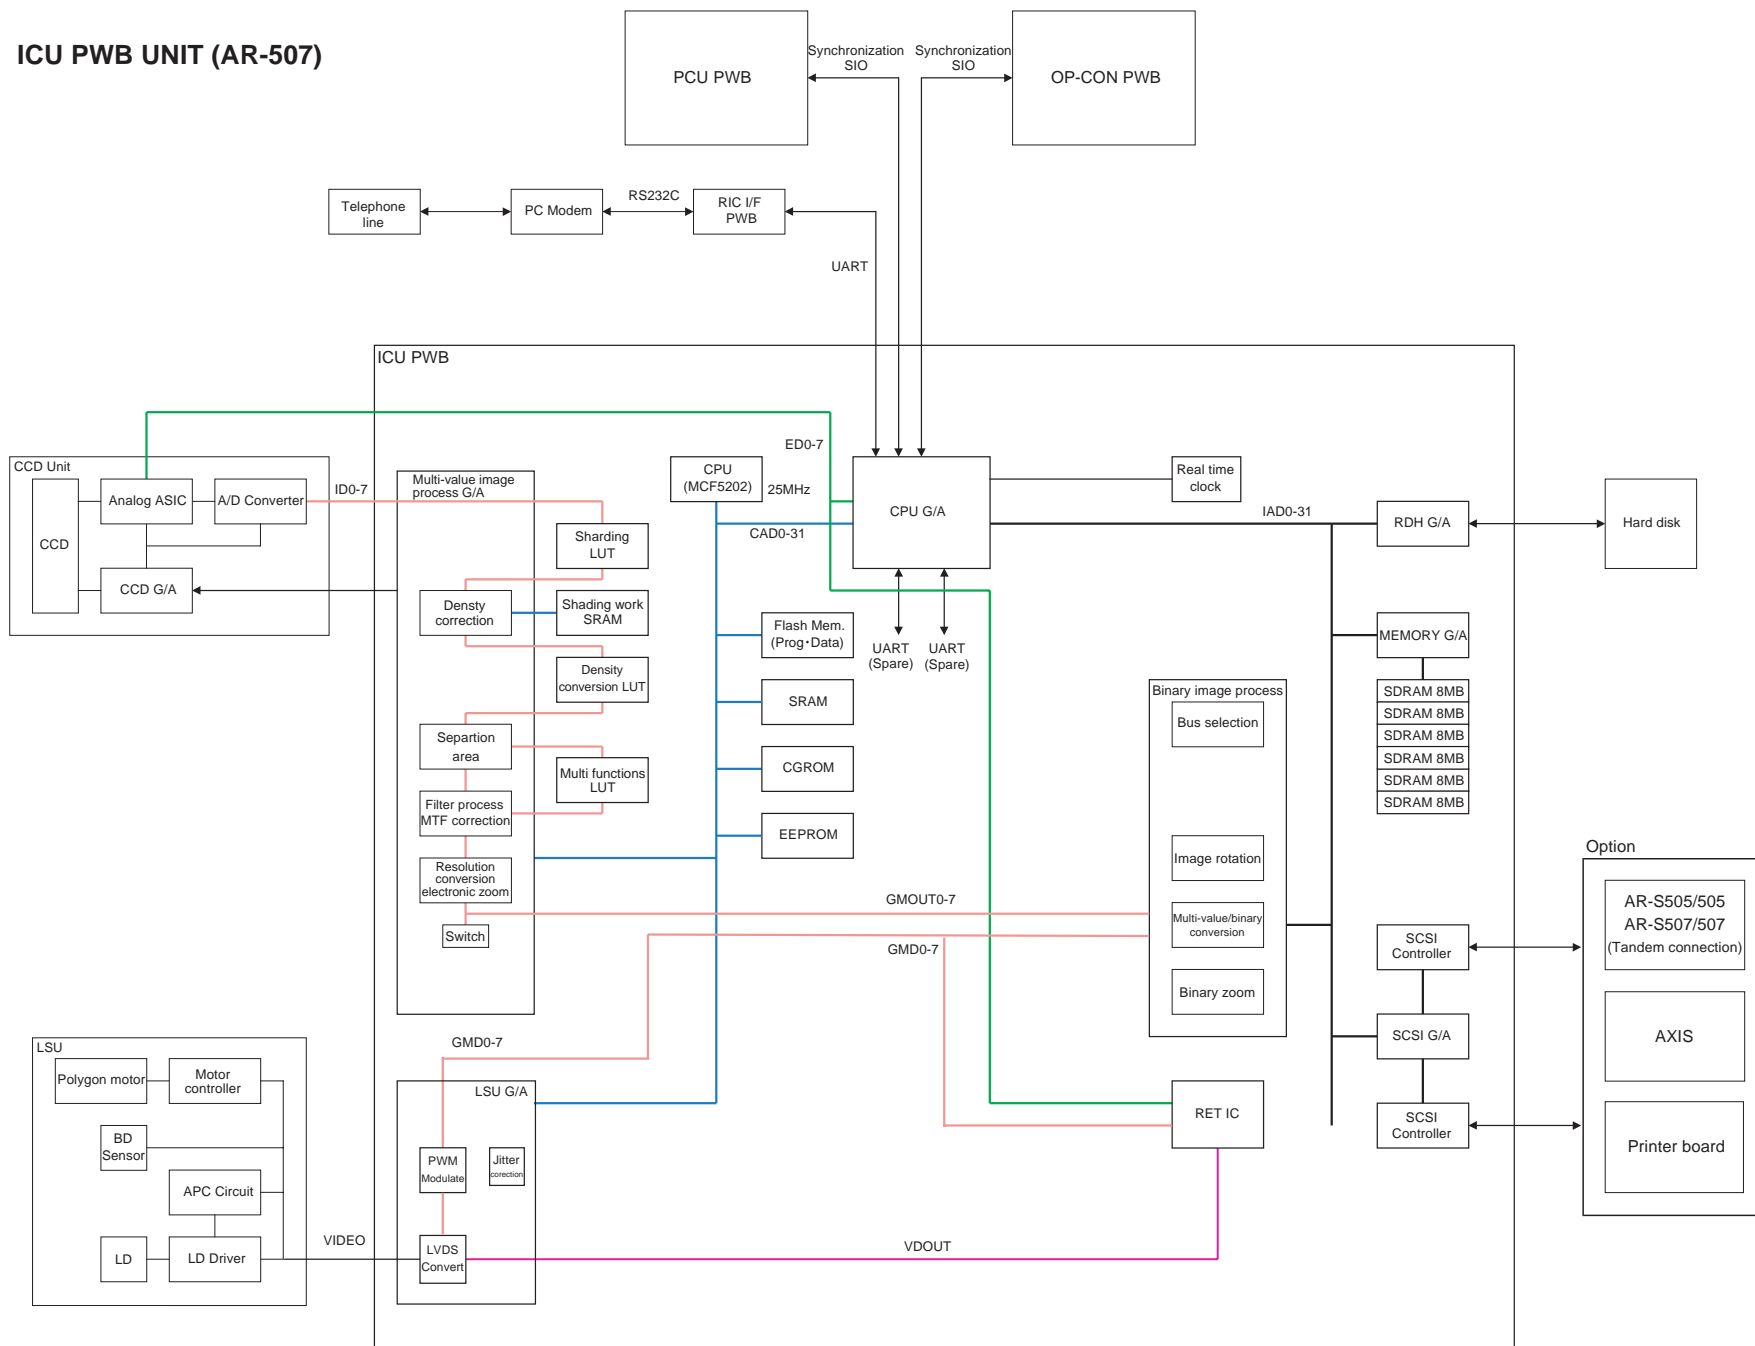 ICU PWB UNIT (AR-507)
PCU PWB
Synchronization
SIO
Synchronization
SIO
OP-CON PWB
Telephone
line
PC Modem
RS232C
RIC I/F
PWB
UART
ICU PWB
CCD Unit
CCD
Analog ASIC
A/D Converter
CCD G/A
ID0-7
Multi-value image
process G/A
Sharding
LUT
Densty
correction
Shading work
SRAM
Density
conversion LUT
Separtion
area
Multi functions
LUT
Filter process
MTF correction
Resolution
conversion
electronic zoom
Switch
CPU
(MCF5202)
25MHz
ED0-7
CAD0-31
CPU G/A
Real time
clock
IAD0-31
RDH G/A
Hard disk
Flash Mem.
(Prog•Data)
SRAM
CGROM
EEPROM
UART
(Spare)
UART
(Spare)
MEMORY G/A
SDRAM 8MB
SDRAM 8MB
SDRAM 8MB
SDRAM 8MB
SDRAM 8MB
SDRAM 8MB
Binary image process
Bus selection
Image rotation
Multi-value/binary
conversion
Binary zoom
GMOUT0-7
GMD0-7
GMD0-7
SCSI
Controller
SCSI G/A
SCSI
Controller
Option
AR-S505/505
AR-S507/507
(Tandem connection)
AXIS
Printer board
LSU
Polygon motor
Motor
controller
BD
Sensor
APC Circuit
LD
LD Driver
VIDEO
LSU G/A
PWM
Modulate
Jitter
corection
LVDS
Convert
VDOUT
RET IC